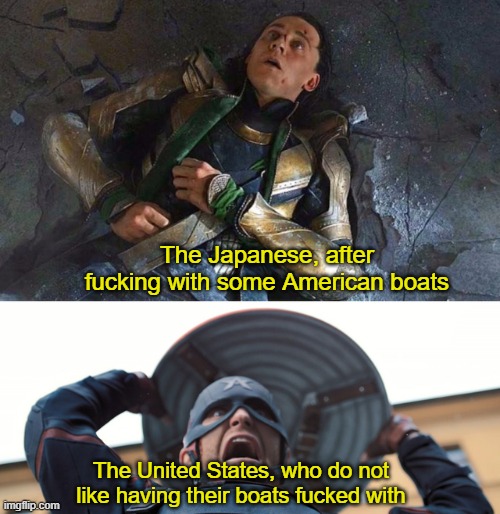 The Japanese, after
fucking with some American boats
The United States, who do not
like having their boats fucked with
imgflip.com